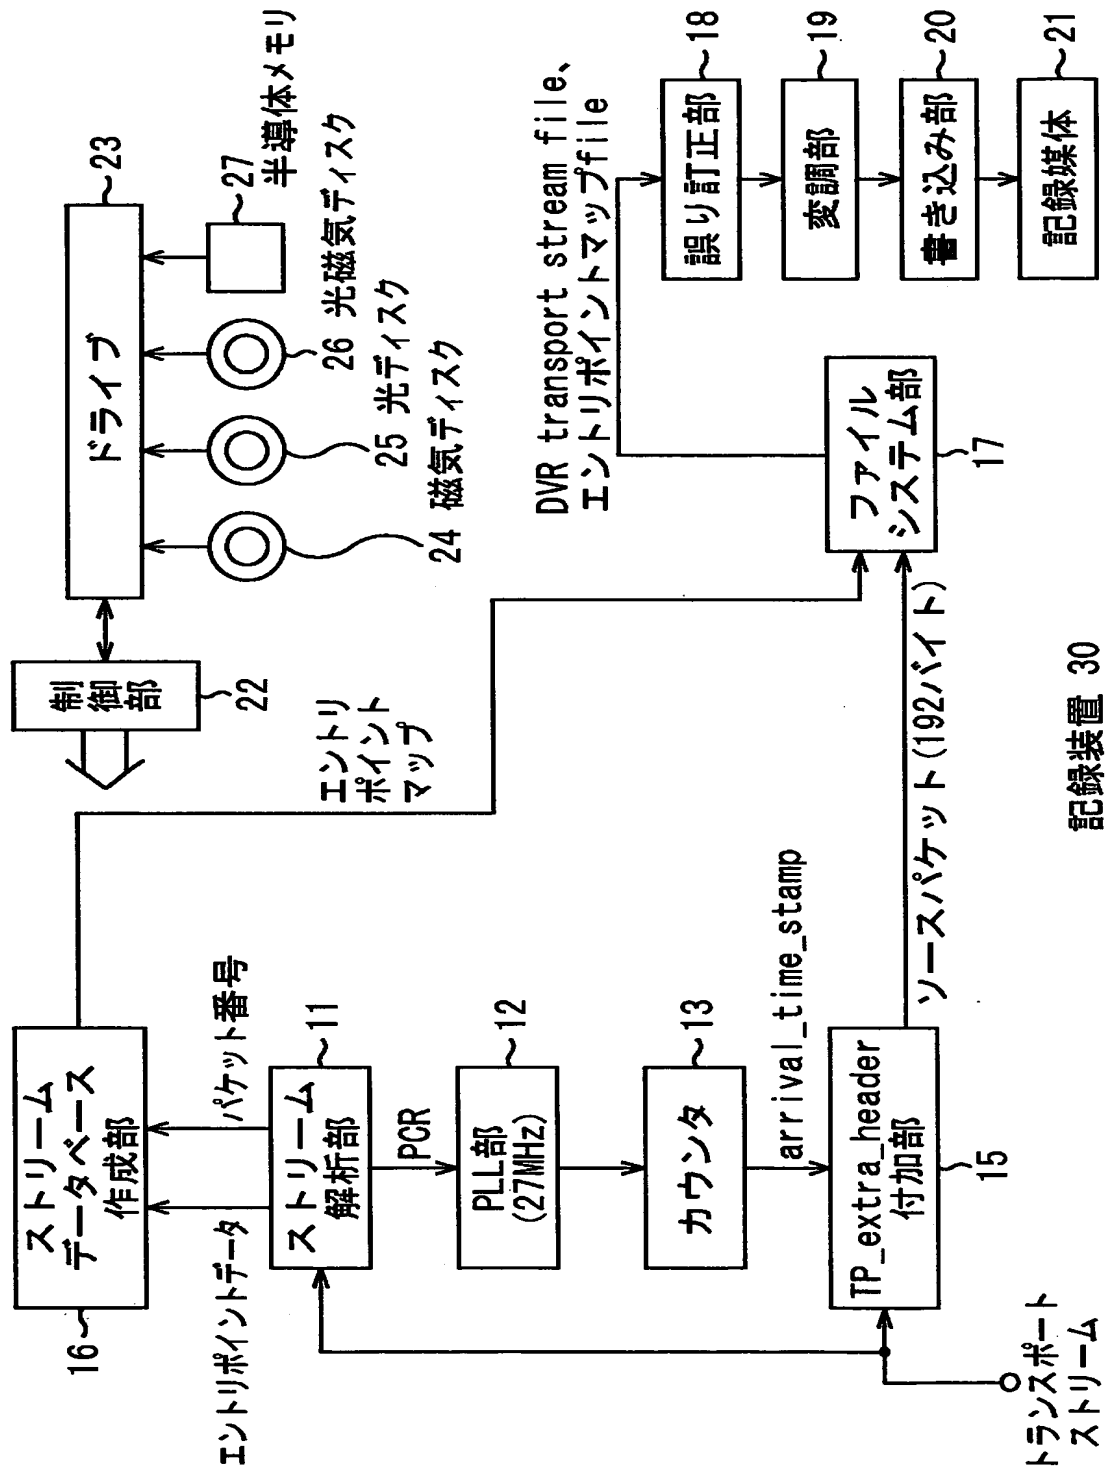 ストリーム
データベース
作成部
16
エントリポイントデータ
パケット番号
ストリーム
解析部
11
PCR
PLL部
(27MHz)
12
カウンタ
13
arrival_time_stamp
TP_extra_header
付加部
15
トランスポート
ストリーム
エントリ
ポイント
マップ
ソースパケット(192バイト)
制
御
部
22
ドライブ
23
24 磁気ディスク
25 光ディスク
26 光磁気ディスク
27
半導体メモリ
ファイル
システム部
17
DVR transport stream file、
エントリポイントマップfile
誤り訂正部
18
変調部
19
書き込み部
20
記録媒体
21
記録装置 30